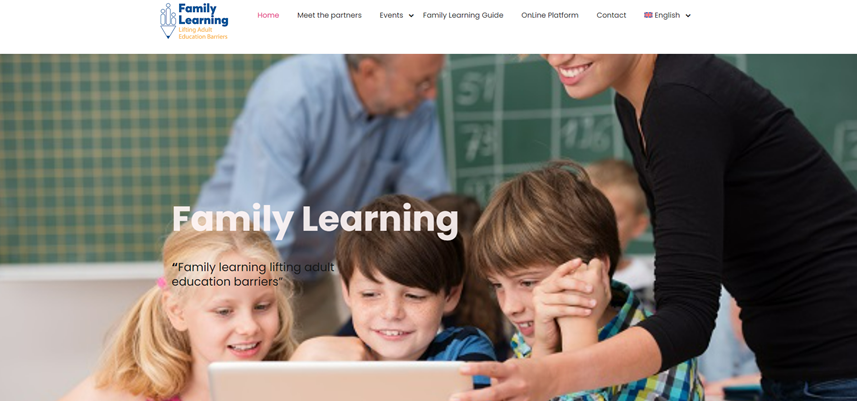 Family
Learning
Lifting Adult
Education Barriers
Home
Meet the partners
Events
Family Learning Guide
OnLine Platform
Contact
English
Family Learning
“Family learning lifting adult
education barriers”